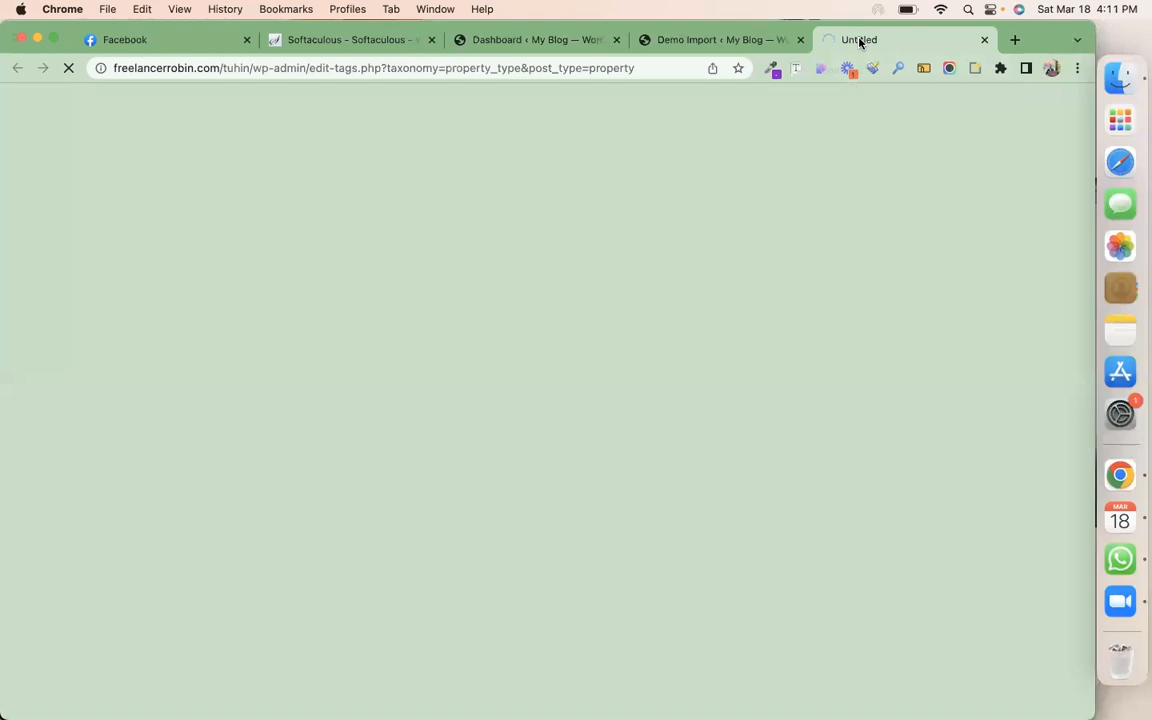 Chrome File Edit View History Bookmarks Profiles Tab Window Help Sat Mar 18 4:11 PM
Facebook Softaculous - Softaculous - Dashboard ‹ My Blog — Wor Demo Import ‹ My Blog — W Untitled
freelancerrobin.com/tuhin/wp-admin/edit-tags.php?taxonomy=property_type&post_type=property
1
1
MAR
18